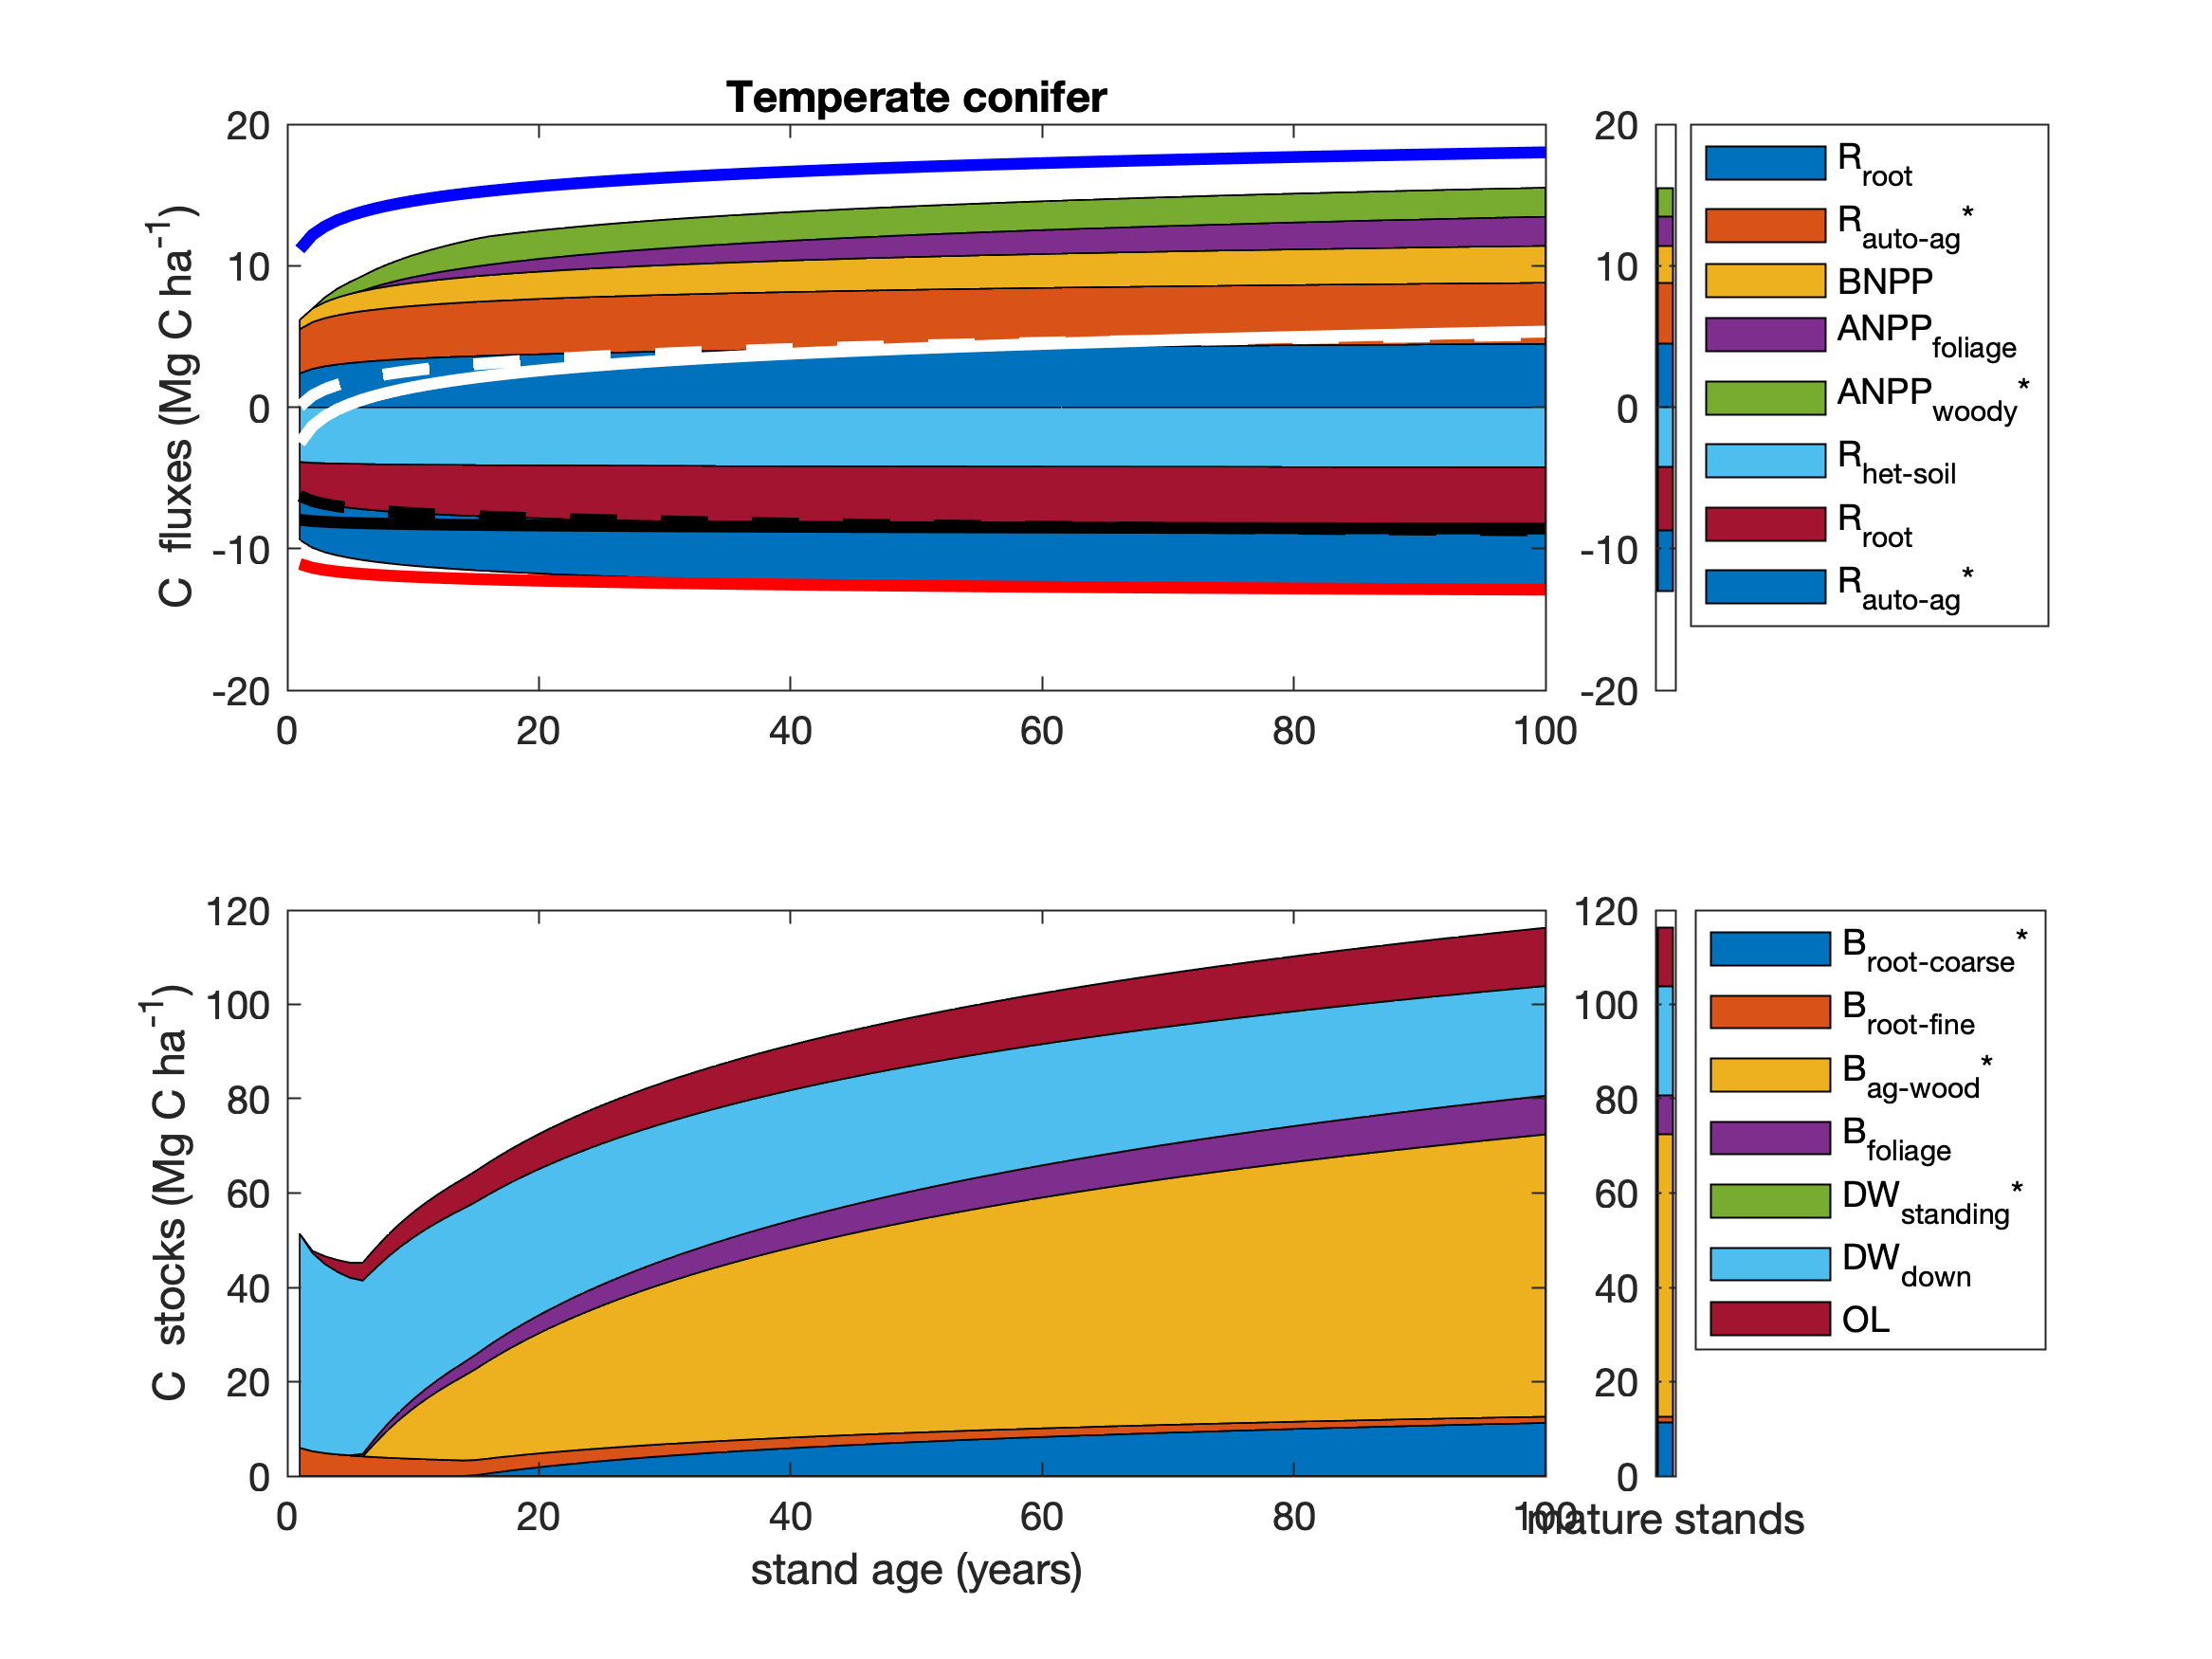 Temperate conifer
C fluxes (Mg C ha-1)
20
10
0
-10
-20
0 20 40 60 80 100
20
10
0
-10
-20
Rroot
Rauto-ag*
BNPP
ANPPfoliage
ANPPwoody*
Rhet-soil
Rroot
Rauto-ag*
C stocks (Mg C ha-1)
120
100
80
60
40
20
0
0 20 40 60 80 100
stand age (years)
120
100
80
60
40
20
0
mature stands
Broot-coarse*
Broot-fine
Bag-wood*
Bfoliage
DWstanding*
DWdown
OL